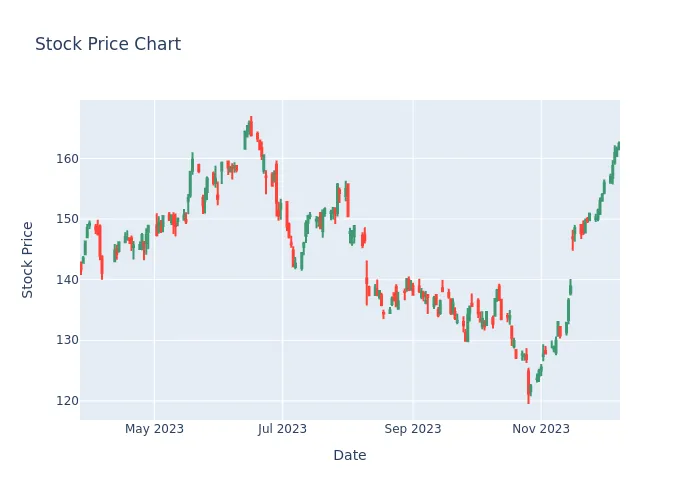 Stock Price Chart
Stock Price
160
150
140
130
120
May 2023
Jul 2023
Sep 2023
Nov 2023
Date